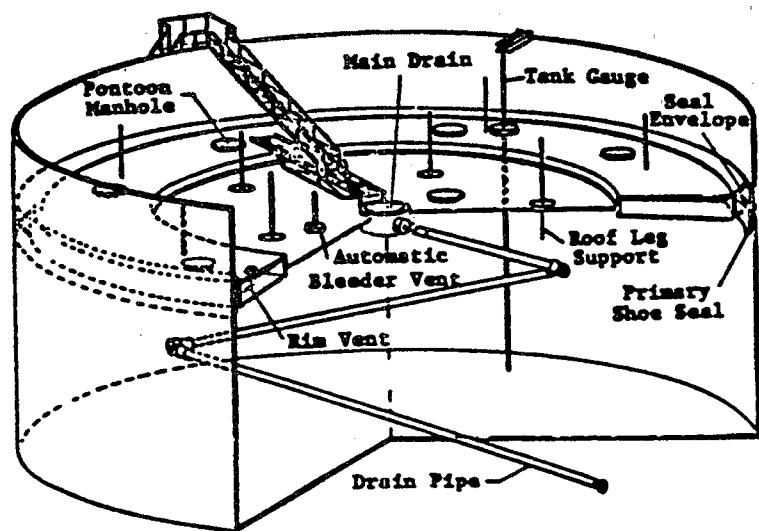 Main Drain
Tank Gauge
Pontoon
Manhole
Seal
Envelope
Automatic
Bleeder Vent
Roof Leg
Support
Primary
Shoe Seal
Rim Vent
Drain Pipe